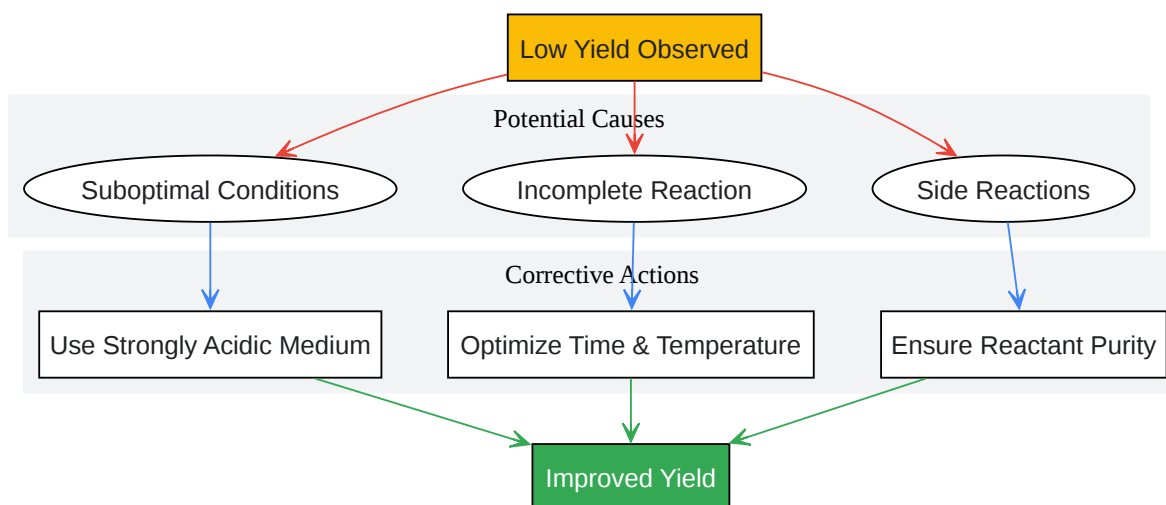 Low Yield Observed
Potential Causes
Suboptimal Conditions
Incomplete Reaction
Side Reactions
Corrective Actions
Use Strongly Acidic Medium
Optimize Time & Temperature
Ensure Reactant Purity
Improved Yield